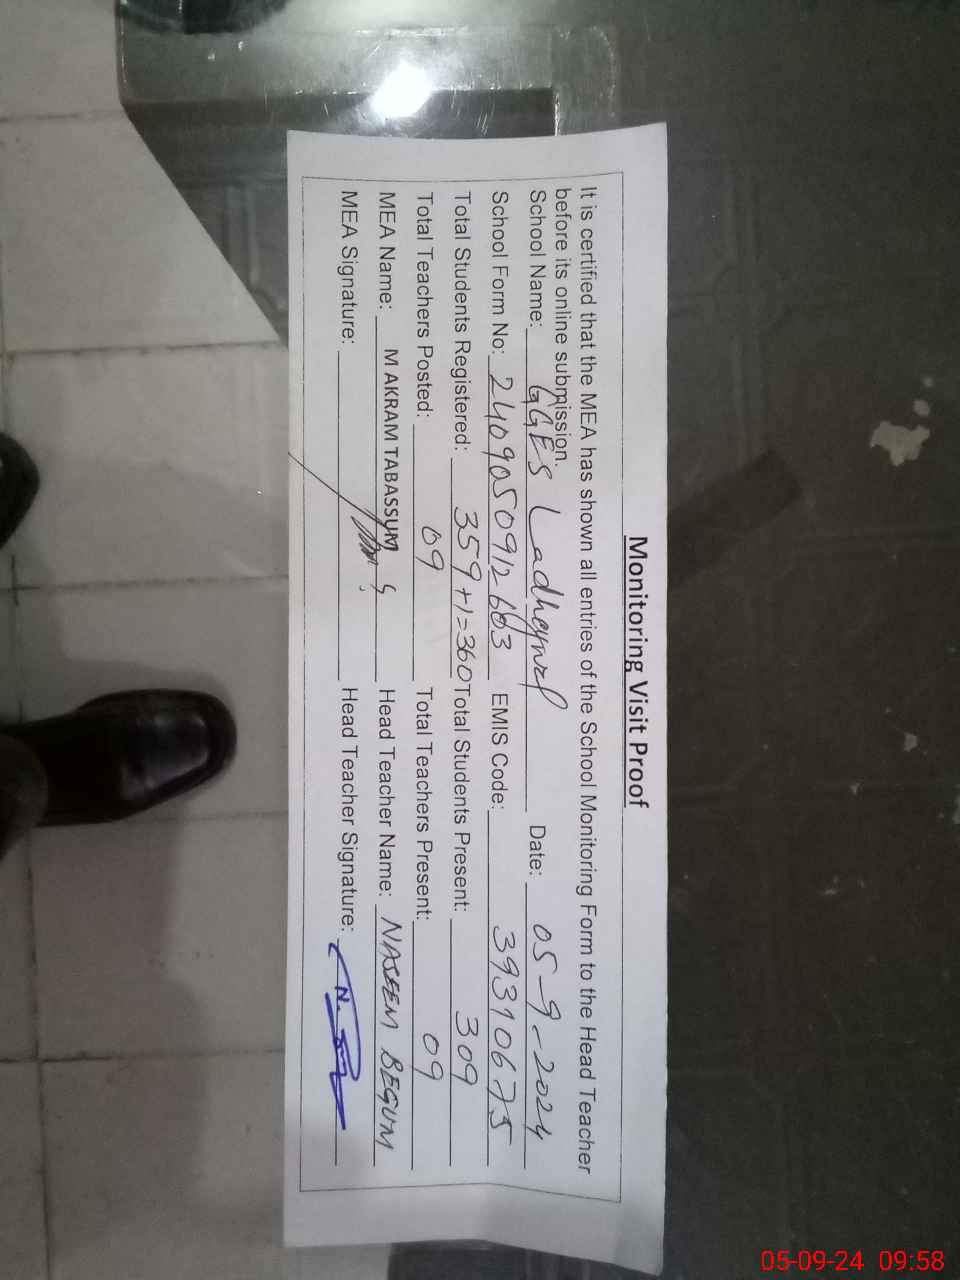 Monitoring Visit Proof
It is certified that the MEA has shown all entries of the School Monitoring Form to the Head Teacher
before its online submission.
School Name: GGES Ladheywal Date: 05-9-2024
School Form No: 2409050912683 EMIS Code: 39310675
Total Students Registered: 359+1=360 Total Students Present: 309
Total Teachers Posted: 09 Total Teachers Present: 09
MEA Name: M AKRAM TABASSUM Head Teacher Name: NASEEM BEGUM
MEA Signature: Head Teacher Signature:
05-09-24 09:58